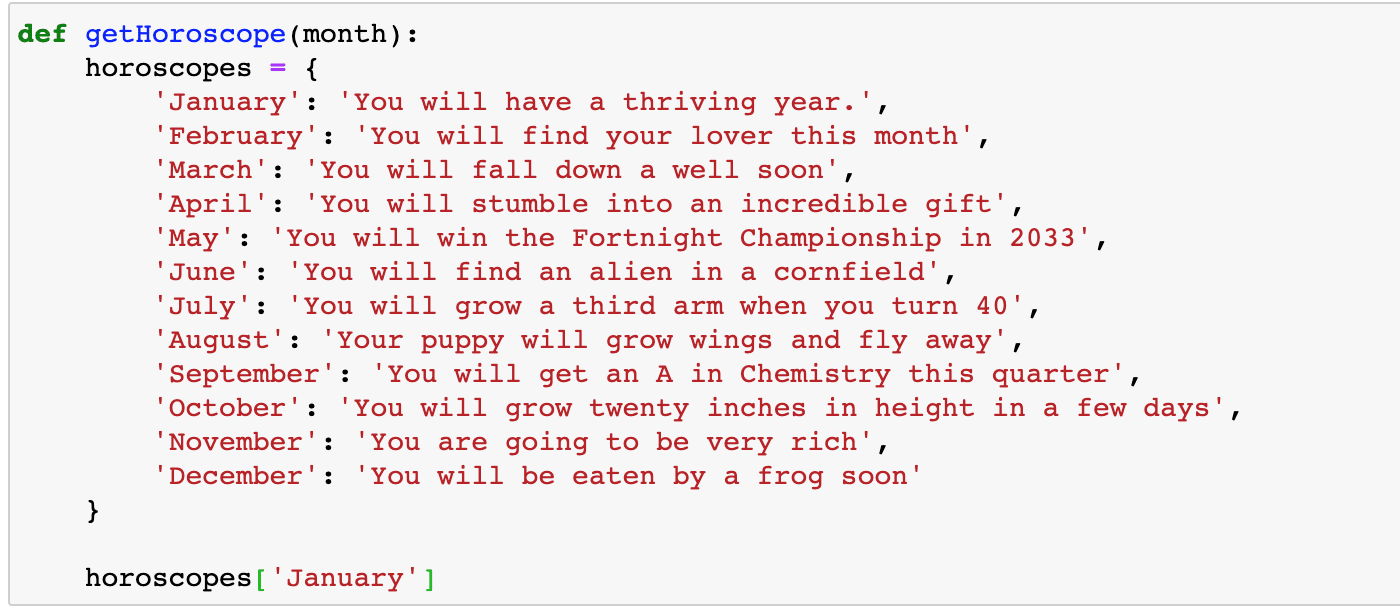 def getHoroscope(month):
    horoscopes = {
        'January': 'You will have a thriving year.',
        'February': 'You will find your lover this month',
        'March': 'You will fall down a well soon',
        'April': 'You will stumble into an incredible gift',
        'May': 'You will win the Fortnight Championship in 2033',
        'June': 'You will find an alien in a cornfield',
        'July': 'You will grow a third arm when you turn 40',
        'August': 'Your puppy will grow wings and fly away',
        'September': 'You will get an A in Chemistry this quarter',
        'October': 'You will grow twenty inches in height in a few days',
        'November': 'You are going to be very rich',
        'December': 'You will be eaten by a frog soon'
    }
    horoscopes['January']